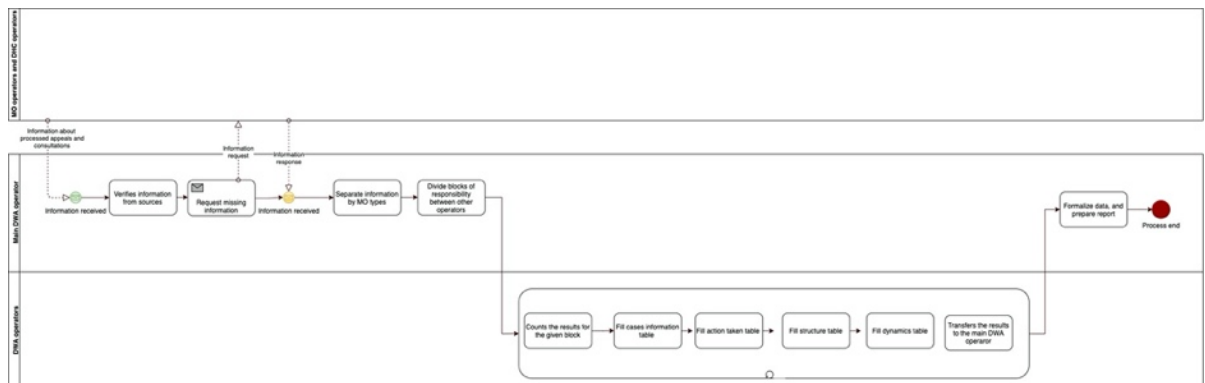 MO operators and DHC operators
Information about
processed appeals and
consultations
Information
request
Information
response
Main DWA operator
Information received
Verifies information
from sources
Request missing
information
Information received
Separate information
by MO types
Divide blocks of
responsibility
between other
operators
Formalize data, and
prepare report
Process end
DWA operators
Counts the results for
the given block
Fill cases information
table
Fill action taken table
Fill structure table
Fill dynamics table
Transfers the results
to the main DWA
operaror